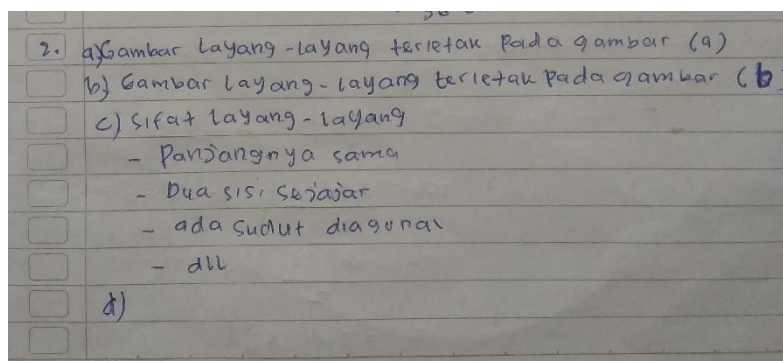 2. a) Gambar Layang-Layang terletak Pada gambar (a)
b) Gambar layang-layang terletak Pada gambar (b)
c) Sifat layang-layang
- Panjangnya sama
- Dua sisi sejajar
- ada sudut diagonal
- dll
d)